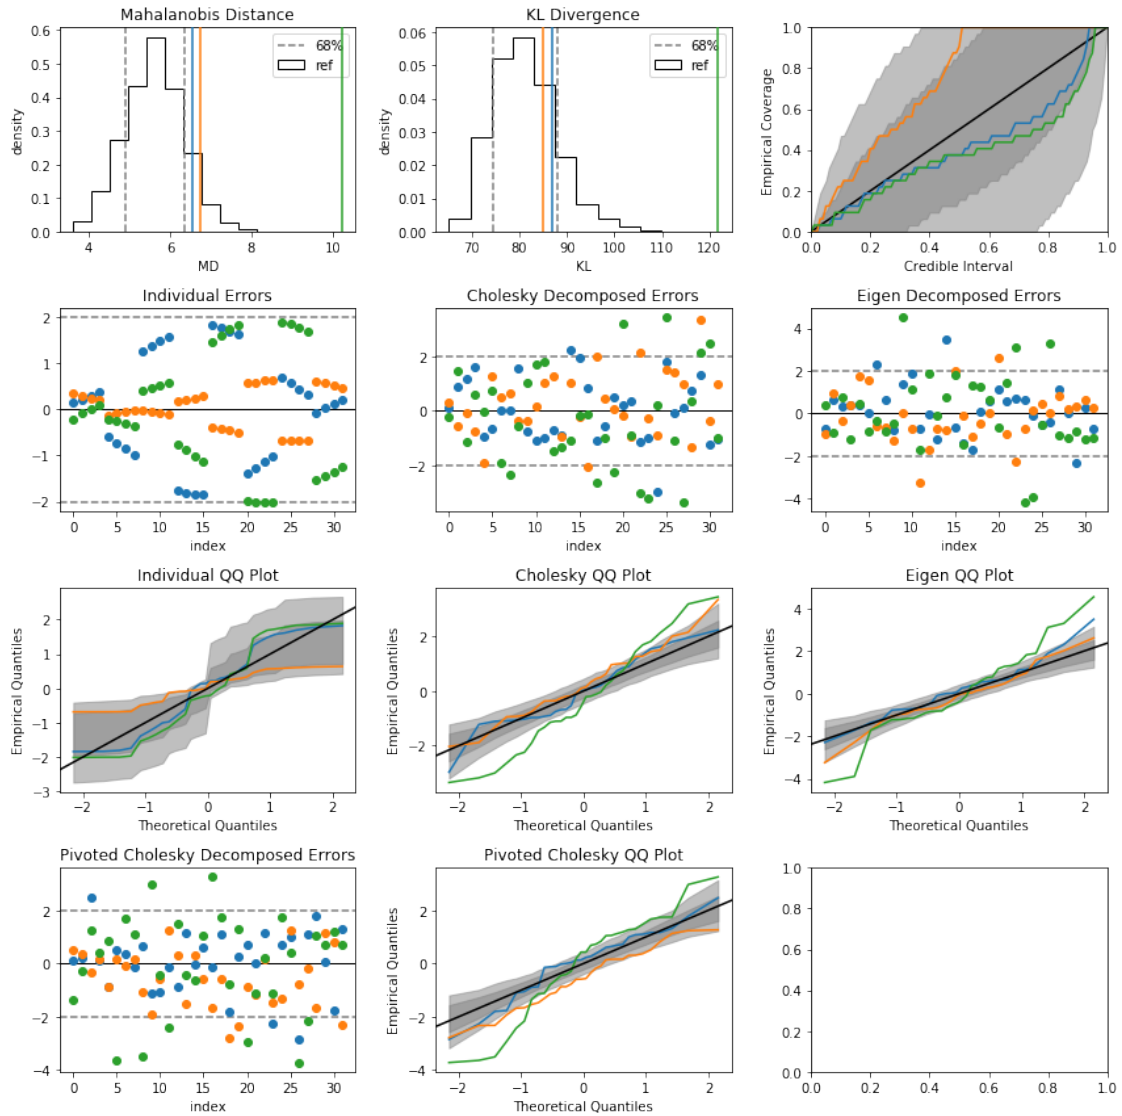 Mahalanobis Distance
KL Divergence
0.6
0.5
0.4
0.3
0.2
0.1
0.0
density
68%
ref
4 6 8 10
MD
0.06
0.05
0.04
0.03
0.02
0.01
0.00
density
68%
ref
70 80 90 100 110 120
KL
1.0
0.8
0.6
0.4
0.2
0.0
Empirical Coverage
0.0 0.2 0.4 0.6 0.8 1.0
Credible Interval
Individual Errors
Cholesky Decomposed Errors
Eigen Decomposed Errors
2
1
0
−1
−2
0 5 10 15 20 25 30
index
2
0
−2
0 5 10 15 20 25 30
index
4
2
0
−2
−4
0 5 10 15 20 25 30
index
Individual QQ Plot
Cholesky QQ Plot
Eigen QQ Plot
2
1
0
−1
−2
−3
Empirical Quantiles
−2 −1 0 1 2
Theoretical Quantiles
2
0
−2
Empirical Quantiles
−2 −1 0 1 2
Theoretical Quantiles
4
2
0
−2
−4
Empirical Quantiles
−2 −1 0 1 2
Theoretical Quantiles
Pivoted Cholesky Decomposed Errors
Pivoted Cholesky QQ Plot
2
0
−2
−4
0 5 10 15 20 25 30
index
2
0
−2
−4
Empirical Quantiles
−2 −1 0 1 2
Theoretical Quantiles
1.0
0.8
0.6
0.4
0.2
0.0
0.0 0.2 0.4 0.6 0.8 1.0